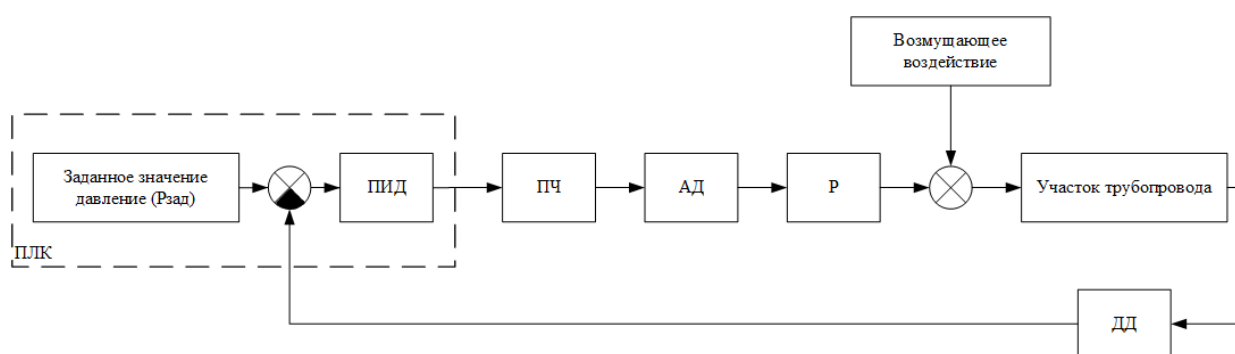 Возмущающее
воздействие
Заданное значение
давление (Рзад)
ПИД
ПЧ
АД
Р
Участок трубопровода
ПЛК
ДД